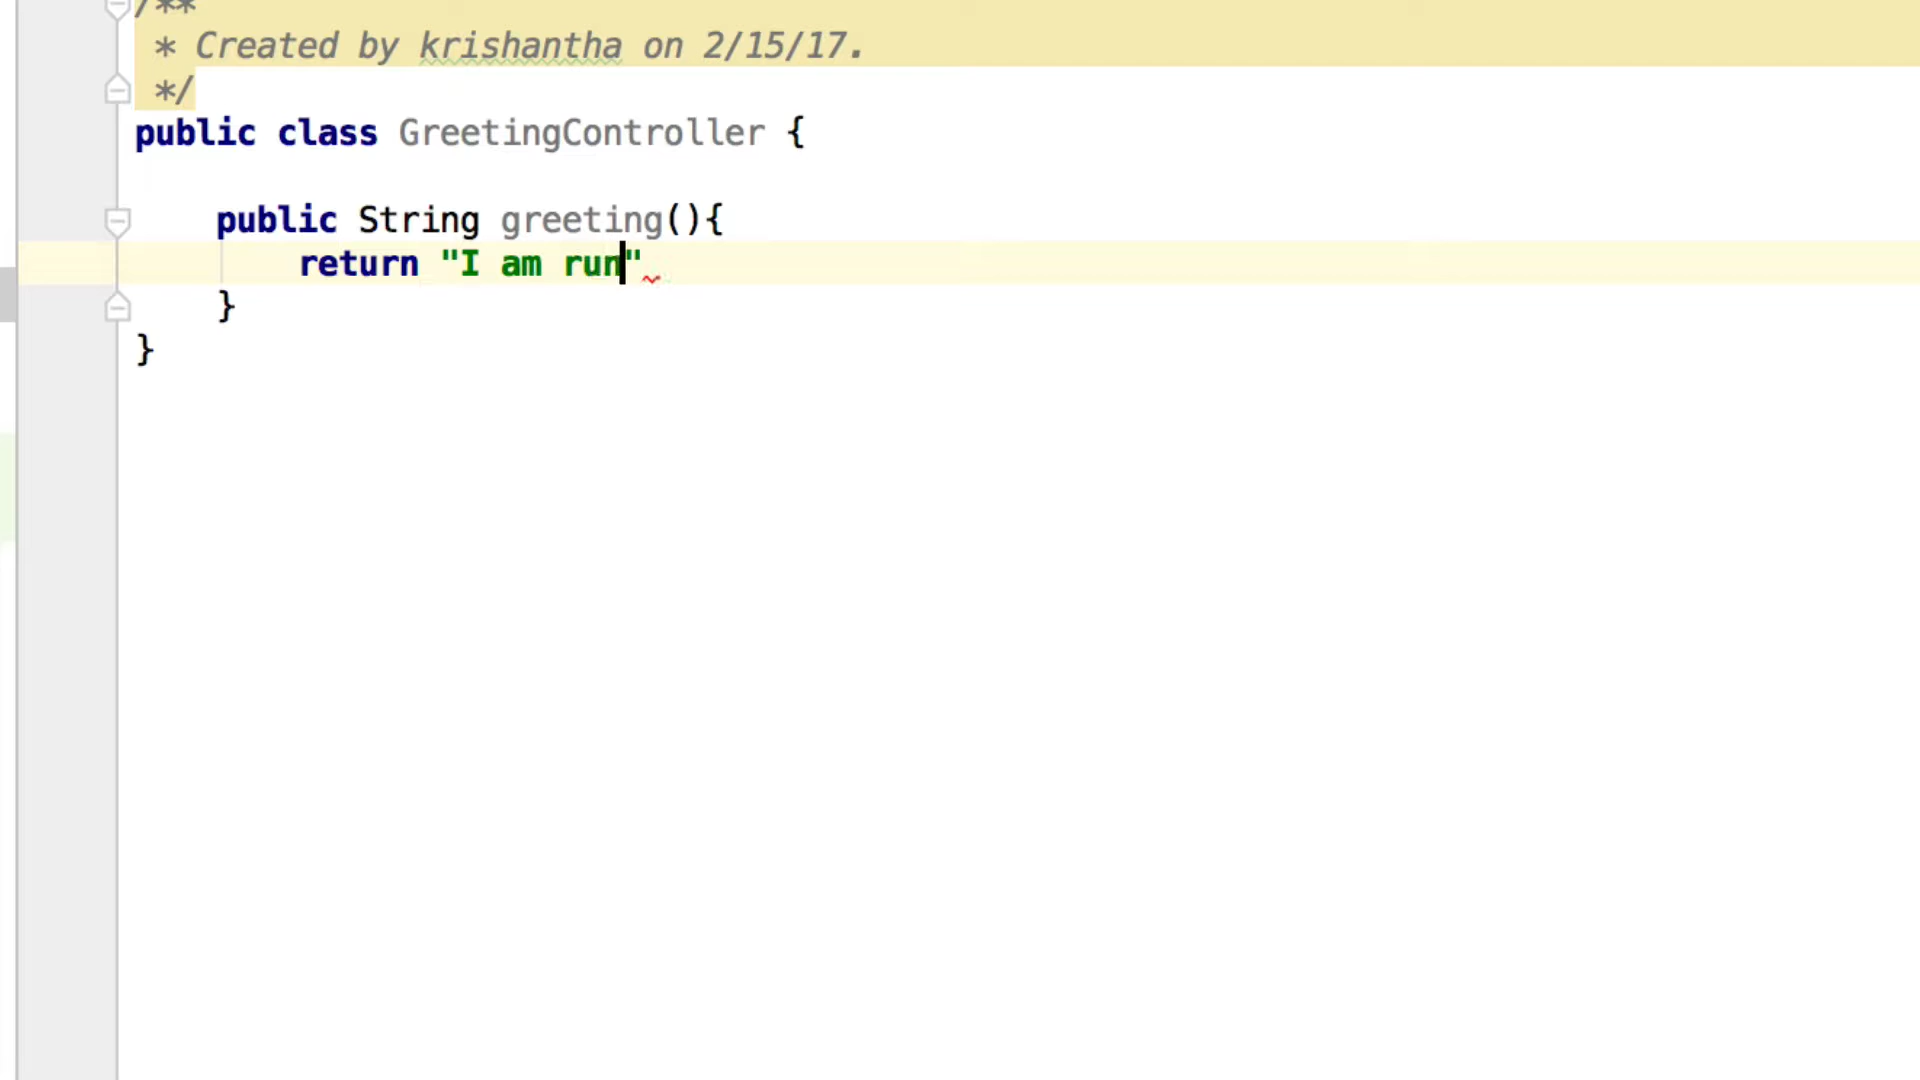 /**
* Created by krishantha on 2/15/17.
*/
public class GreetingController {
public String greeting(){
return "I am run"
}
}